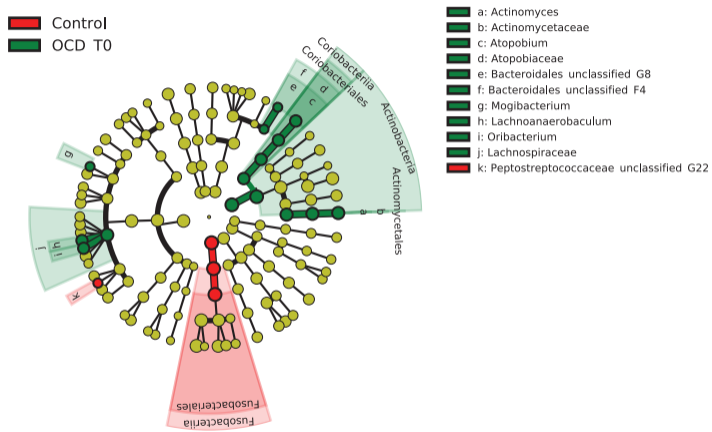 Control
OCD T0
a: Actinomyces
b: Actinomycetaceae
c: Atopobium
d: Atopobiaceae
e: Bacteroidales unclassified G8
f: Bacteroidales unclassified F4
g: Mogibacterium
h: Lachnoanaerobaculum
i: Oribacterium
j: Lachnospiraceae
k: Peptostreptococcaceae unclassified G22
Coriobacteriia
Coriobacteriales
Actinobacteria
Actinomycetales
f
e
d
c
a
b
g
j
h
i
k
Fusobacteriales
Fusobacteriia